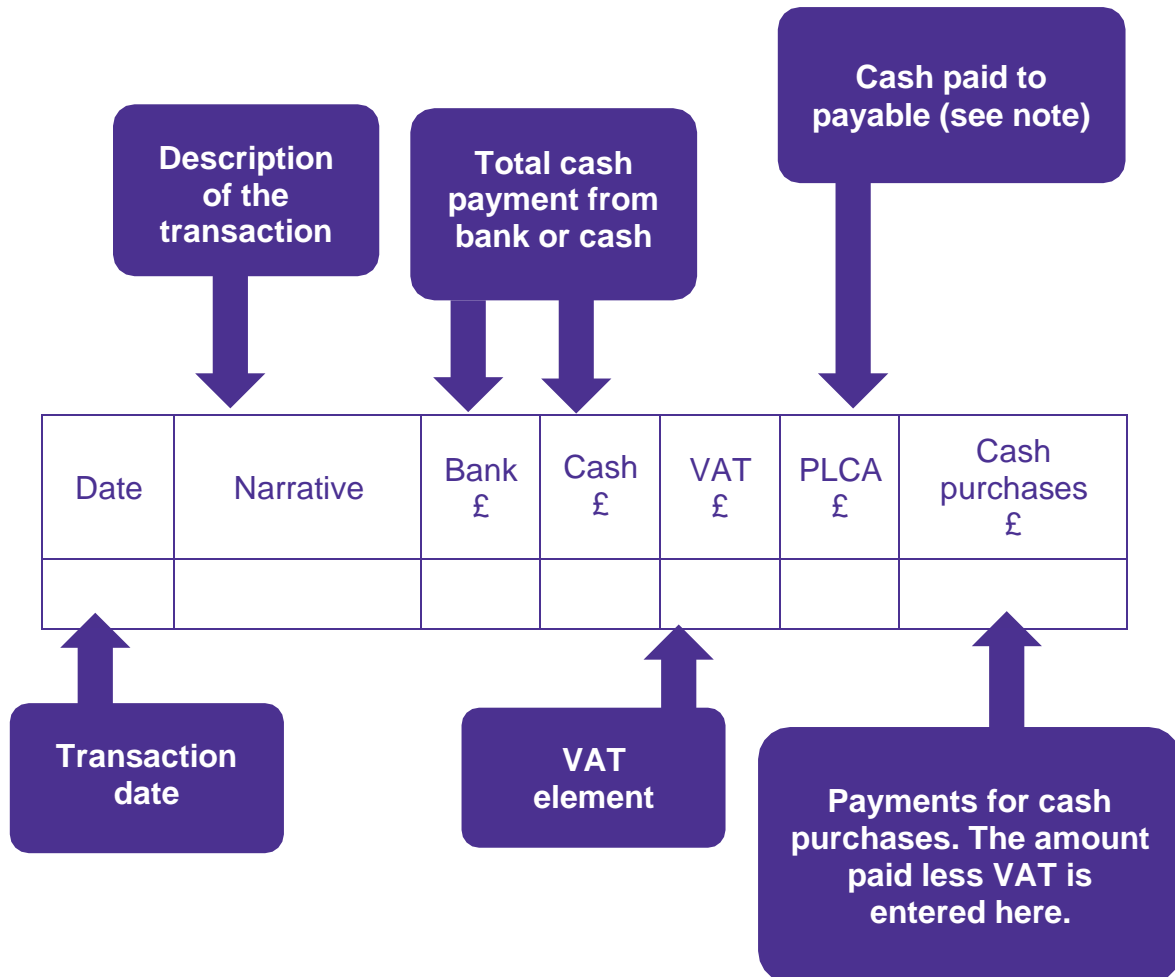 Cash paid to
payable (see note)
Description
of the
transaction
Total cash
payment from
bank or cash
Date
Narrative
Bank
£
Cash
£
VAT
£
PLCA
£
Cash
purchases
£
Transaction
date
VAT
element
Payments for cash
purchases. The amount
paid less VAT is
entered here.